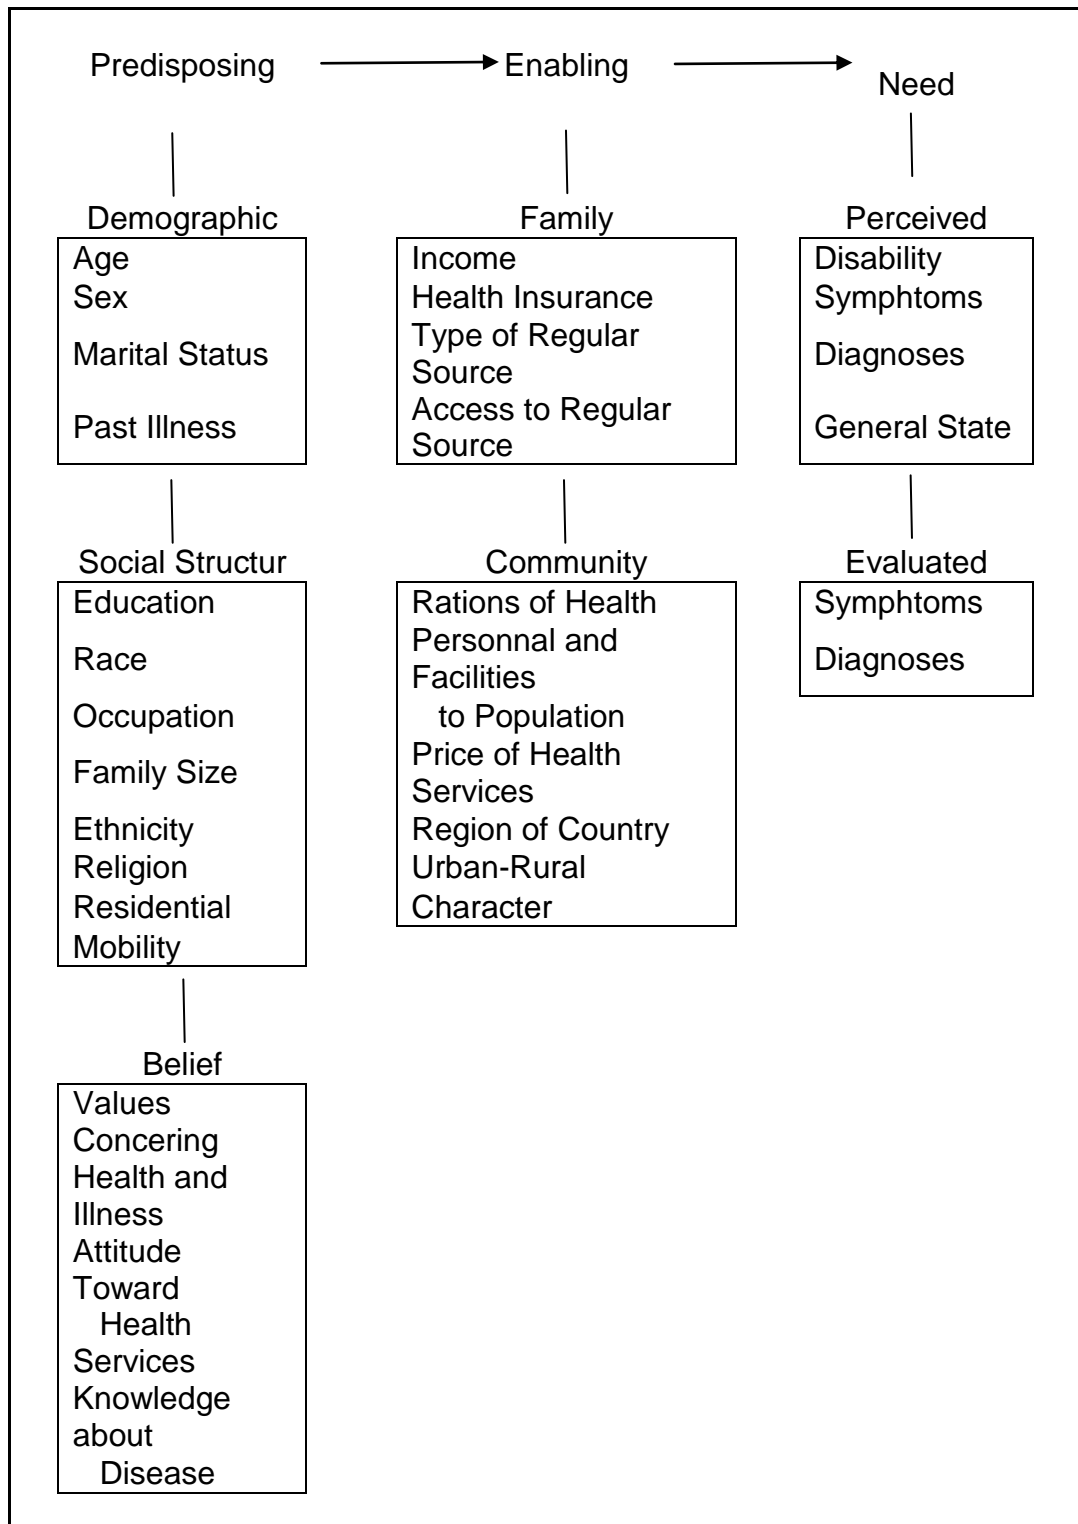 Predisposing
Enabling
Need
Demographic
Age
Sex
Marital Status
Past Illness
Social Structur
Education
Race
Occupation
Family Size
Ethnicity
Religion
Residential
Mobility
Belief
Values
Concering
Health and
Illness
Attitude
Toward
Health
Services
Knowledge
about
Disease
Family
Income
Health Insurance
Type of Regular
Source
Access to Regular
Source
Community
Rations of Health
Personnal and
Facilities
to Population
Price of Health
Services
Region of Country
Urban-Rural
Character
Perceived
Disability
Symphtoms
Diagnoses
General State
Evaluated
Symphtoms
Diagnoses